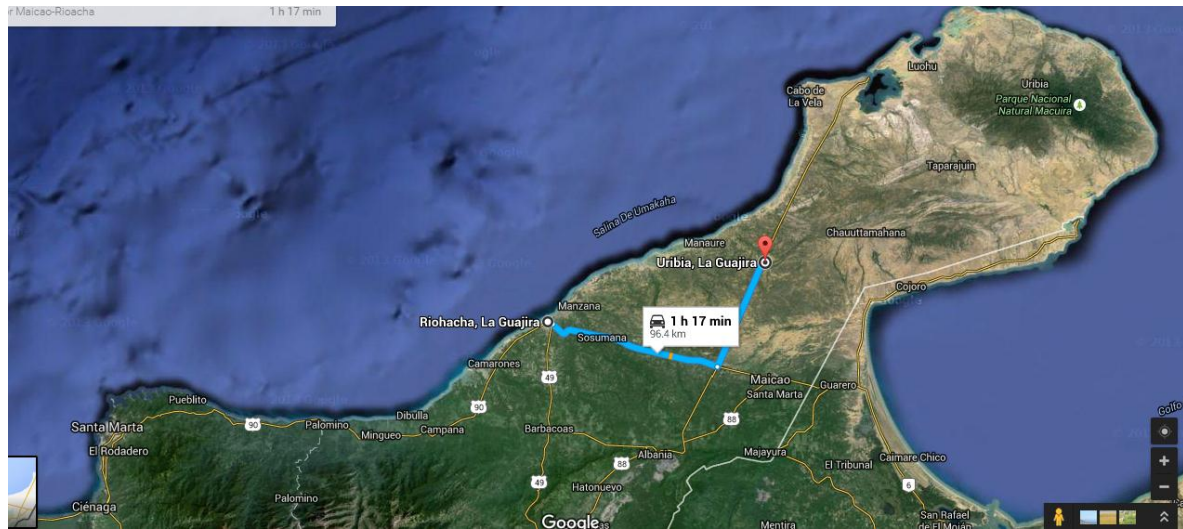 or Maicao-Rioacha 1 h 17 min
Luohu
Uribia
Cabo de
La Vela
Parque Nacional
Natural Macuira
Taparajuin
Salina De Umakaha
Chauuttamahana
Manaure
Uribia, La Guajira
Cojoro
Manzana
1 h 17 min
96.4 km
Riohacha, La Guajira
Sosumana
Camarones
49
Maicao
Guarero
Santa Marta
Pueblito
90
Dibulla
88
Golfo
Santa Marta
90
Palomino
Mingueo
Campana
Barbacoas
El Rodadero
Albania
Majayura
88
El Tribunal
Caimare Chico
Hatonuevo
6
49
Palomino
Ciénaga
San Rafael
de El Moján
Google
Mentira